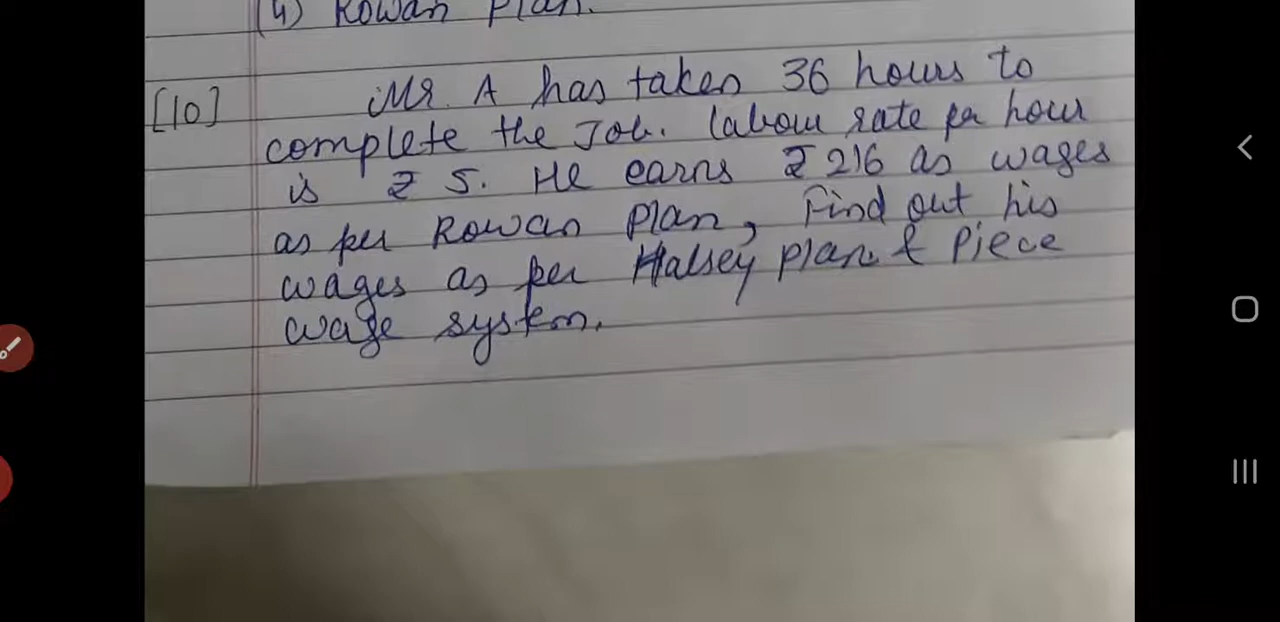 (4) Rowan Plan.
[10] Mr. A has taken 36 hours to
complete the Job. labour rate per hour
is ₹ 5. He earns ₹ 216 as wages
as per Rowan Plan, Find out his
wages as per Halsey plan & Piece
wage system.